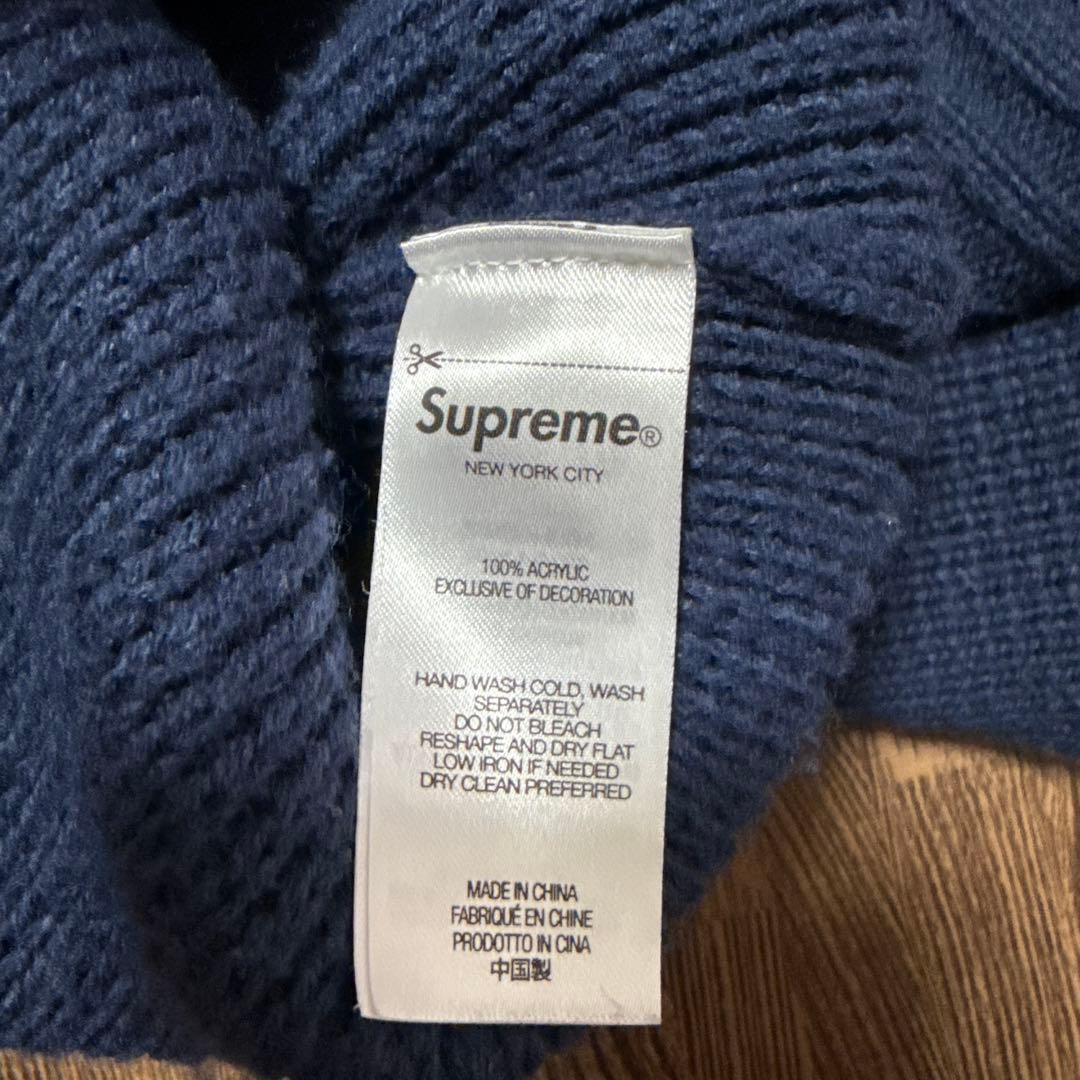 Supreme®
NEW YORK CITY
100% ACRYLIC
EXCLUSIVE OF DECORATION
HAND WASH COLD, WASH
SEPARATELY
DO NOT BLEACH
RESHAPE AND DRY FLAT
LOW IRON IF NEEDED
DRY CLEAN PREFERRED
MADE IN CHINA
FABRIQUÉ EN CHINE
PRODOTTO IN CINA
中国製